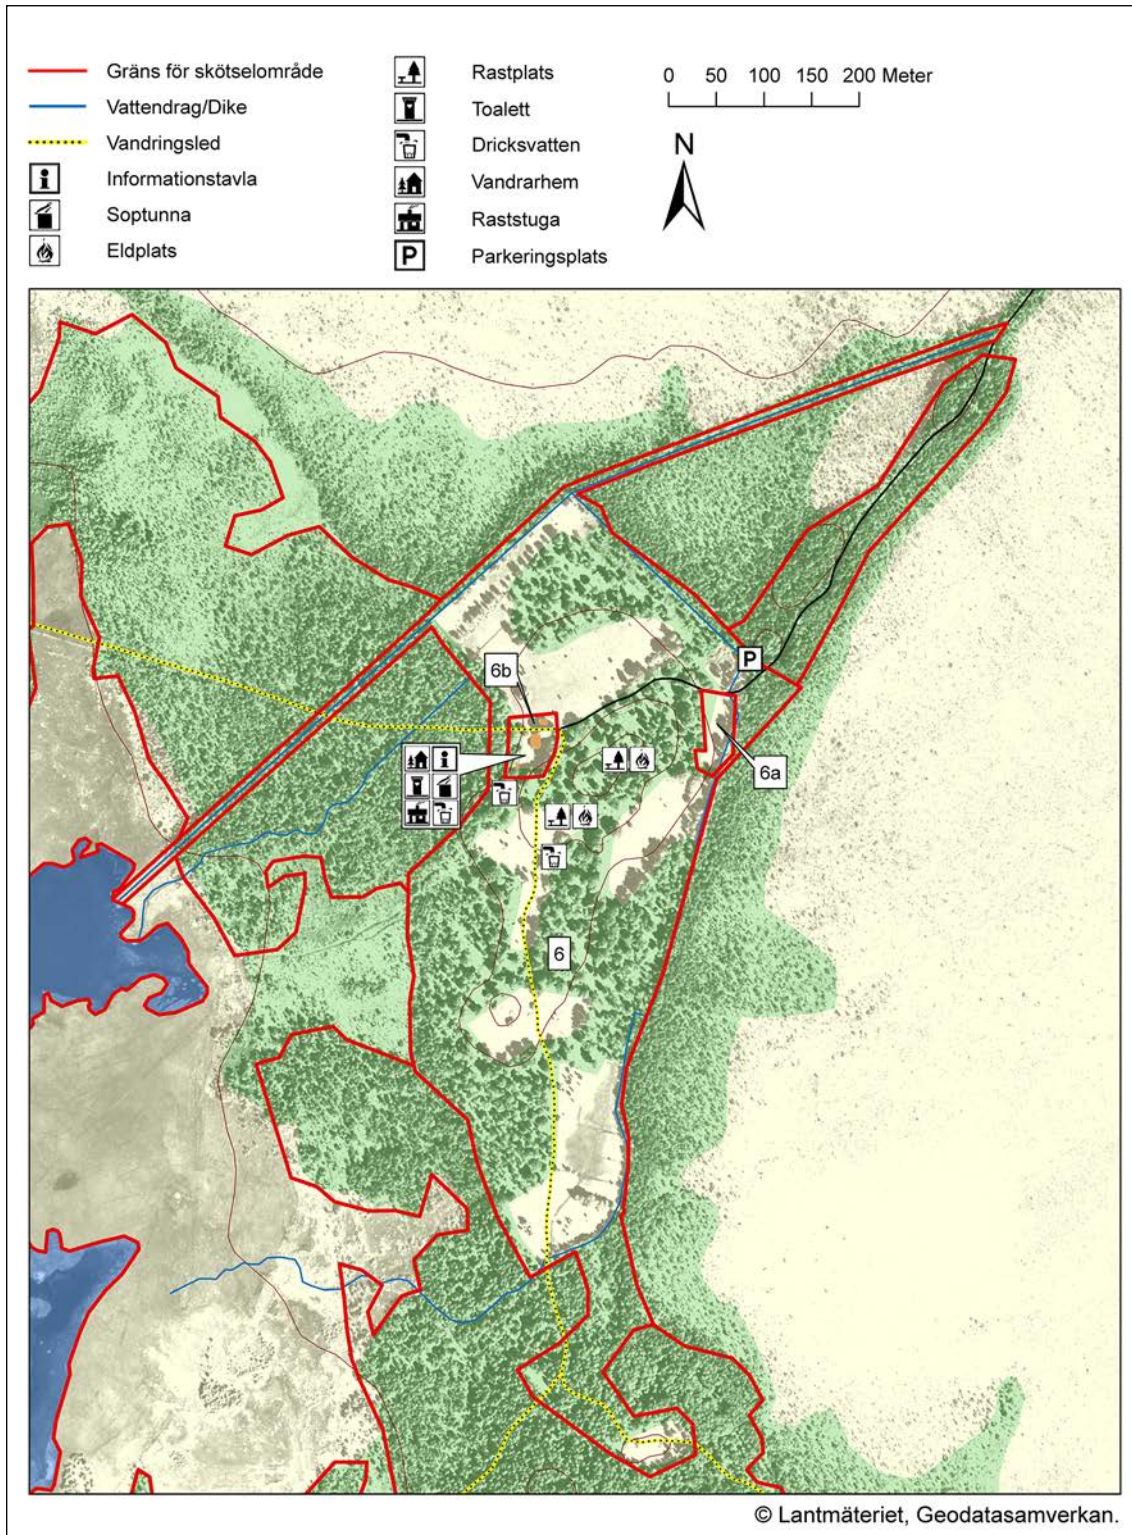 Gräns för skötselområde
Vattendrag/Dike
Vandringsled
Informationstavla
Soptunna
Eldplats
Rastplats
Toalett
Dricksvatten
Vandrarhem
Raststuga
P Parkeringsplats
0 50 100 150 200 Meter
N
P
6b
6a
6
© Lantmäteriet, Geodatasamverkan.